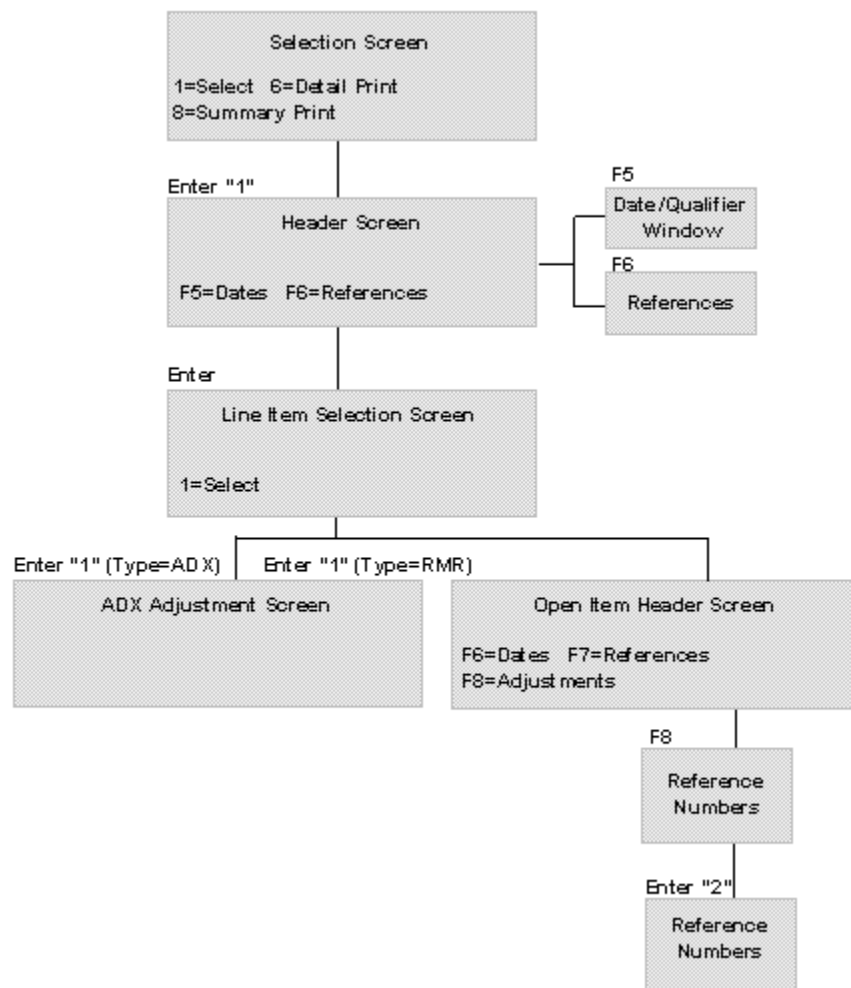 Selection Screen
1=Select 6=Detail Print
8=Summary Print
Enter "1"
Header Screen
F5=Dates F6=References
F5
Date/Qualifier
Window
F6
References
Enter
Line Item Selection Screen
1=Select
Enter "1" (Type=ADX)
Enter "1" (Type=RMR)
ADX Adjustment Screen
Open Item Header Screen
F6=Dates F7=References
F8=Adjustments
F8
Reference
Numbers
Enter "2"
Reference
Numbers